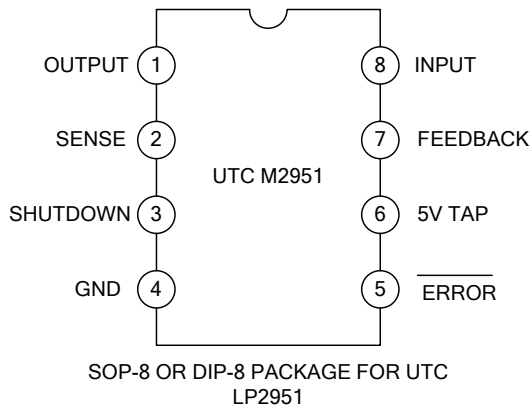 OUTPUT 1 8 INPUT
SENSE 2 7 FEEDBACK
UTC M2951
SHUTDOWN 3 6 5V TAP
GND 4 5 ERROR
SOP-8 OR DIP-8 PACKAGE FOR UTC
LP2951